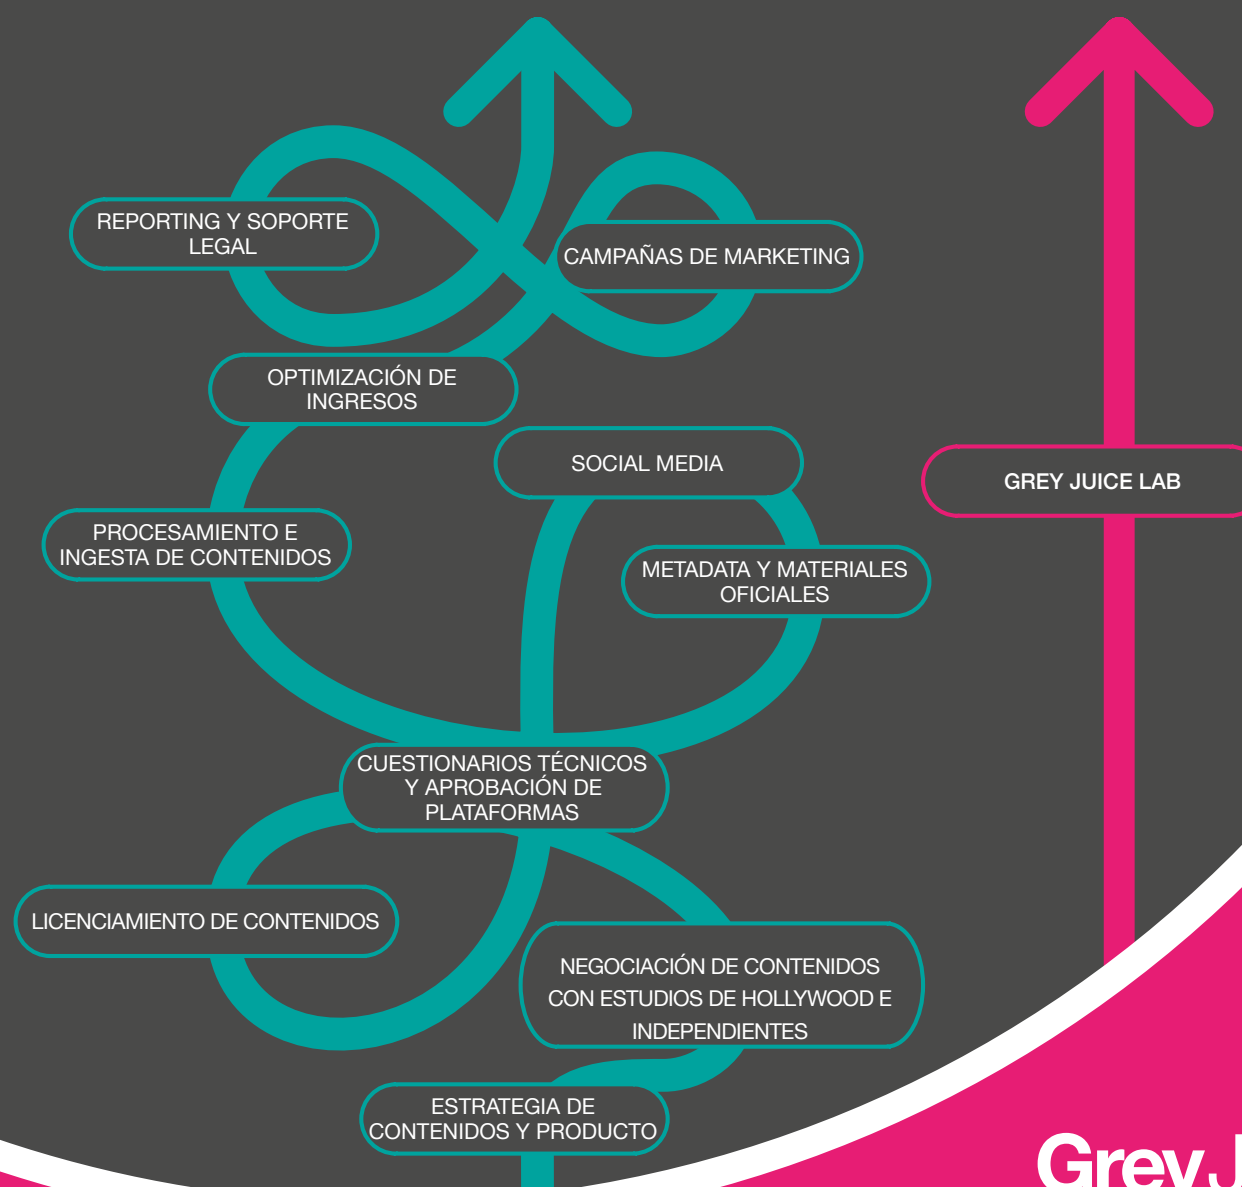 REPORTING Y SOPORTE
LEGAL
CAMPAÑAS DE MARKETING
OPTIMIZACIÓN DE
INGRESOS
SOCIAL MEDIA
GREY JUICE LAB
PROCESAMIENTO E
INGESTA DE CONTENIDOS
METADATA Y MATERIALES
OFICIALES
CUESTIONARIOS TÉCNICOS
Y APROBACIÓN DE
PLATAFORMAS
LICENCIAMIENTO DE CONTENIDOS
NEGOCIACIÓN DE CONTENIDOS
CON ESTUDIOS DE HOLLYWOOD E
INDEPENDIENTES
ESTRATEGIA DE
CONTENIDOS Y PRODUCTO
Grey J